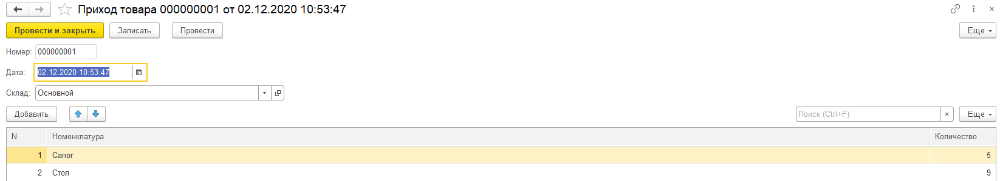 Приход товара 000000001 от 02.12.2020 10:53:47
Провести и закрыть Записать Провести Еще
Номер: 000000001
Дата: 02.12.2020 10:53:47
Склад: Основной
Добавить Поиск (Ctrl+F) Еще
N Номенклатура Количество
1 Сапог 5
2 Стол 9